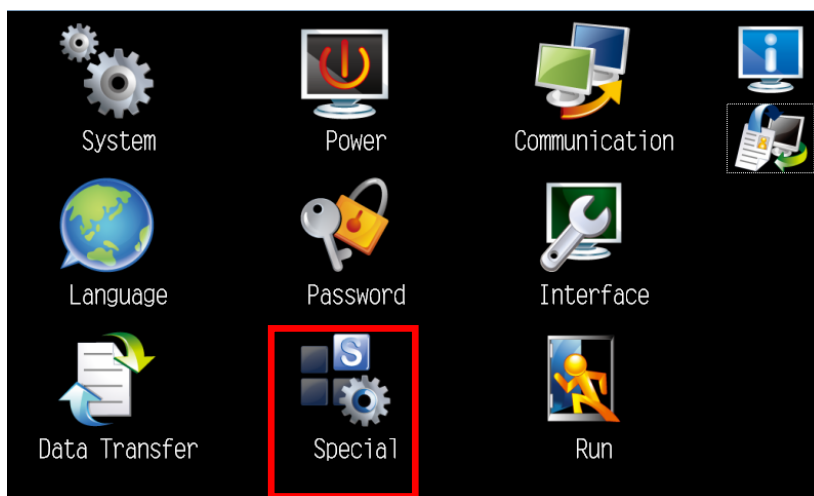 System
Power
Communication
Language
Password
Interface
Data Transfer
S
Special
Run